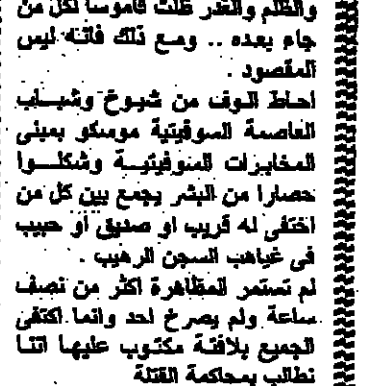 والظلم والغدر ظلت قاموسا لكل من
جاء بعده .. ومع ذلك فانه ليس
المقصود .
احاط الوف من شيوخ وشباب
العاصمة السوفيتية موسكو بمبنى
المخابرات السوفيتية وشكلوا
حصارا من البشر يجمع بين كل من
اختفى له قريب او صديق أو حبيب
فى غياهب السجن الرهيب .
لم تستمر المظاهرة اكثر من نصف
ساعة ولم يصرخ احد وانما اكتفى
الجميع بلافتة مكتوب عليها اننا
نطالب بمحاكمة القتلة